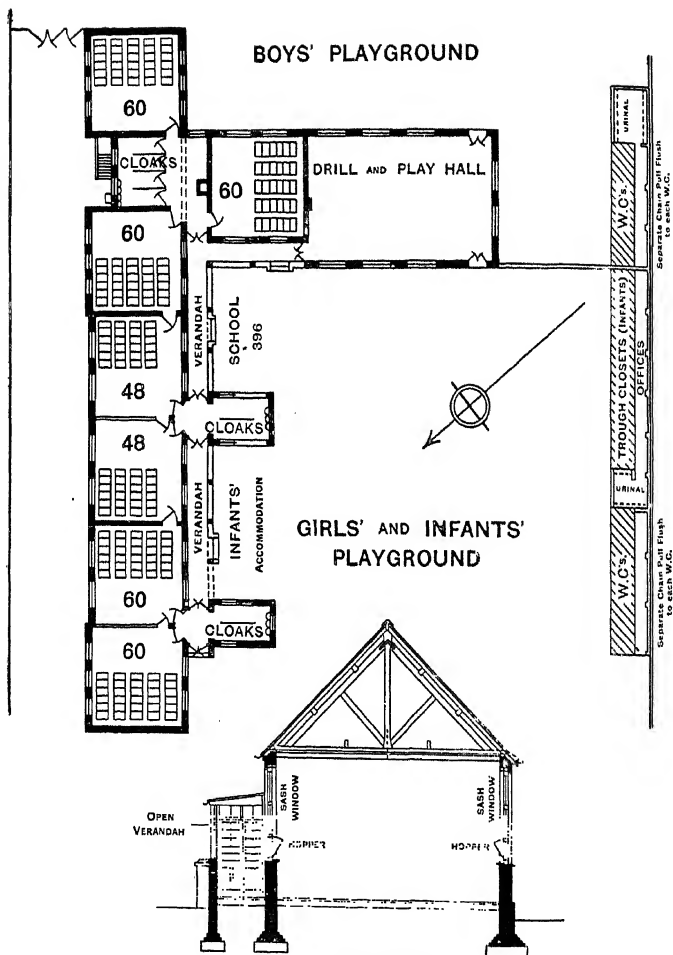 BOYS' PLAYGROUND
60
CLOAKS
60
DRILL AND PLAY HALL
URINAL
W.C's.
Separate Chain Pull Flush
to each W.C.
60
VERANDAH
SCHOOL
396
48
CLOAKS
TROUGH CLOSETS (INFANTS)
OFFICES
48
VERANDAH
INFANTS'
ACCOMMODATION
URINAL
GIRLS' AND INFANTS'
PLAYGROUND
60
W.C's.
Separate Chain Pull Flush
to each W.C.
CLOAKS
60
SASH
WINDOW
SASH
WINDOW
OPEN
VERANDAH
HOPPER
HOPPER